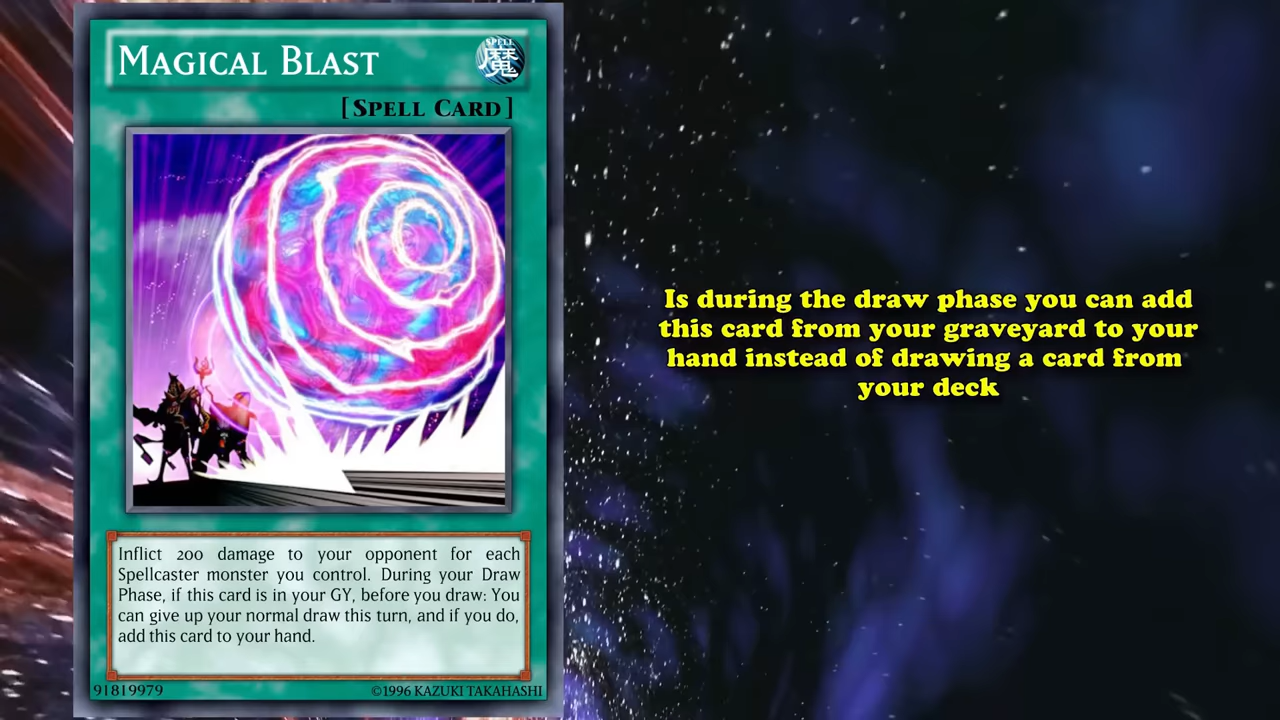 Magical Blast
SPELL
魔
[Spell Card]
Inflict 200 damage to your opponent for each
Spellcaster monster you control. During your Draw
Phase, if this card is in your GY, before you draw: You
can give up your normal draw this turn, and if you do,
add this card to your hand.
91819979
©1996 KAZUKI TAKAHASHI
Is during the draw phase you can add
this card from your graveyard to your
hand instead of drawing a card from
your deck